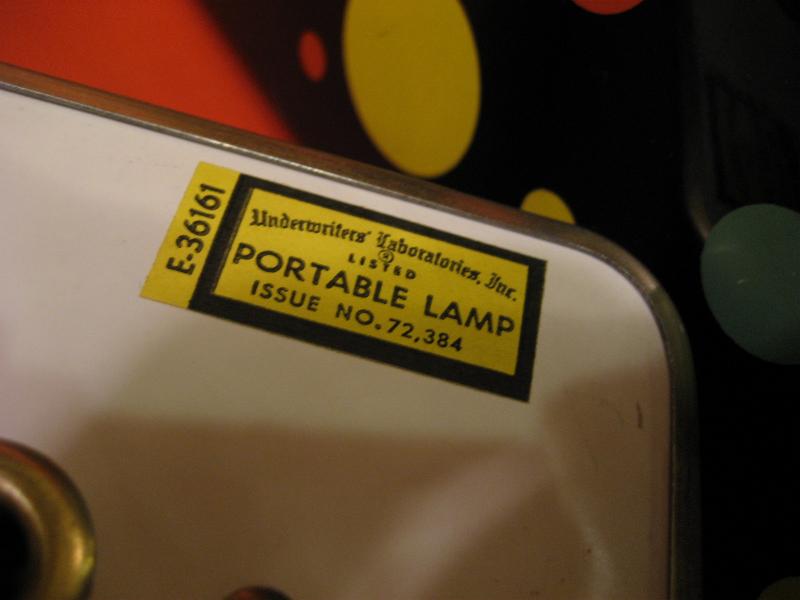 E-36161
Underwriters' Laboratories, Inc.
®
LISTED
PORTABLE LAMP
ISSUE NO. 72,384